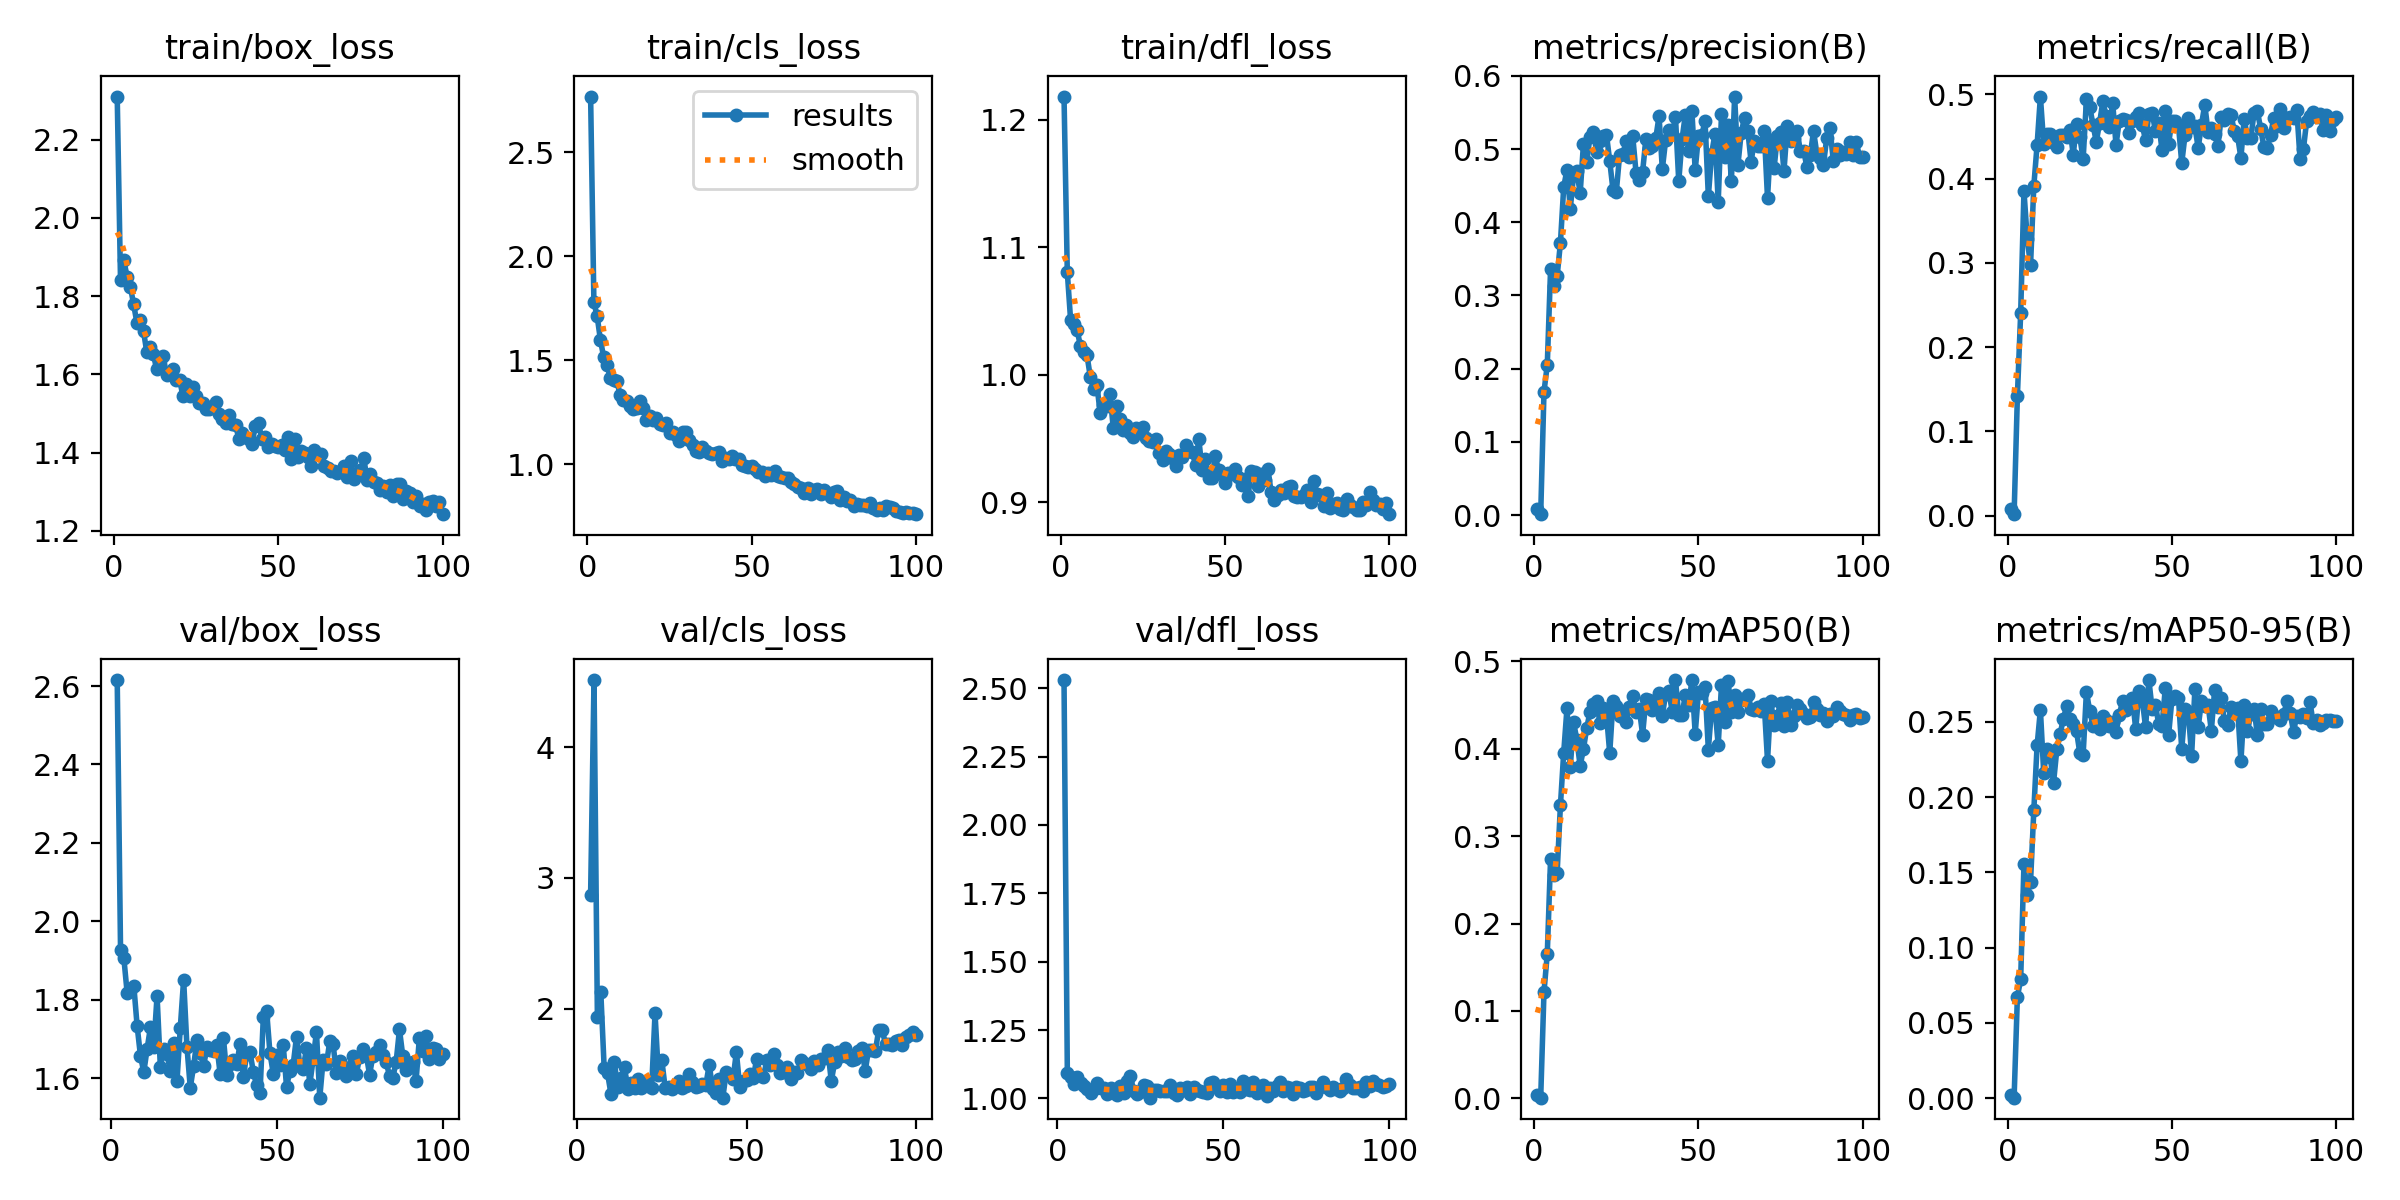 train/box_loss
2.2
2.0
1.8
1.6
1.4
1.2
0 50 100
train/cls_loss
results
smooth
2.5
2.0
1.5
1.0
0 50 100
train/dfl_loss
1.2
1.1
1.0
0.9
0 50 100
metrics/precision(B)
0.6
0.5
0.4
0.3
0.2
0.1
0.0
0 50 100
metrics/recall(B)
0.5
0.4
0.3
0.2
0.1
0.0
0 50 100
val/box_loss
2.6
2.4
2.2
2.0
1.8
1.6
0 50 100
val/cls_loss
4
3
2
0 50 100
val/dfl_loss
2.50
2.25
2.00
1.75
1.50
1.25
1.00
0 50 100
metrics/mAP50(B)
0.5
0.4
0.3
0.2
0.1
0.0
0 50 100
metrics/mAP50-95(B)
0.25
0.20
0.15
0.10
0.05
0.00
0 50 100